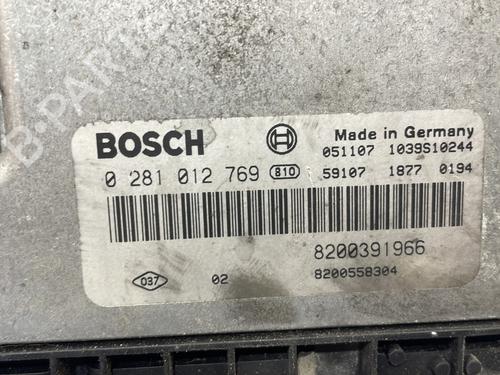 BOSCH
Made in Germany
051107 1039S10244
0 281 012 769 810 59107 1877 0194
8200391966
037 02 8200558304
B-PARTS